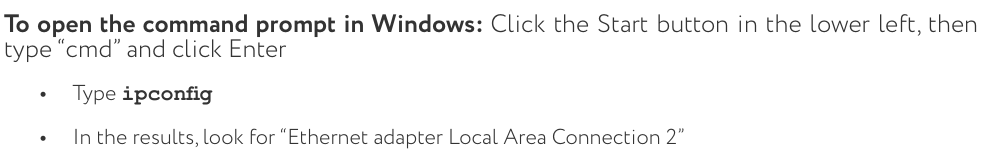 To open the command prompt in Windows: Click the Start button in the lower left, then
type “cmd” and click Enter
• Type ipconfig
• In the results, look for “Ethernet adapter Local Area Connection 2”